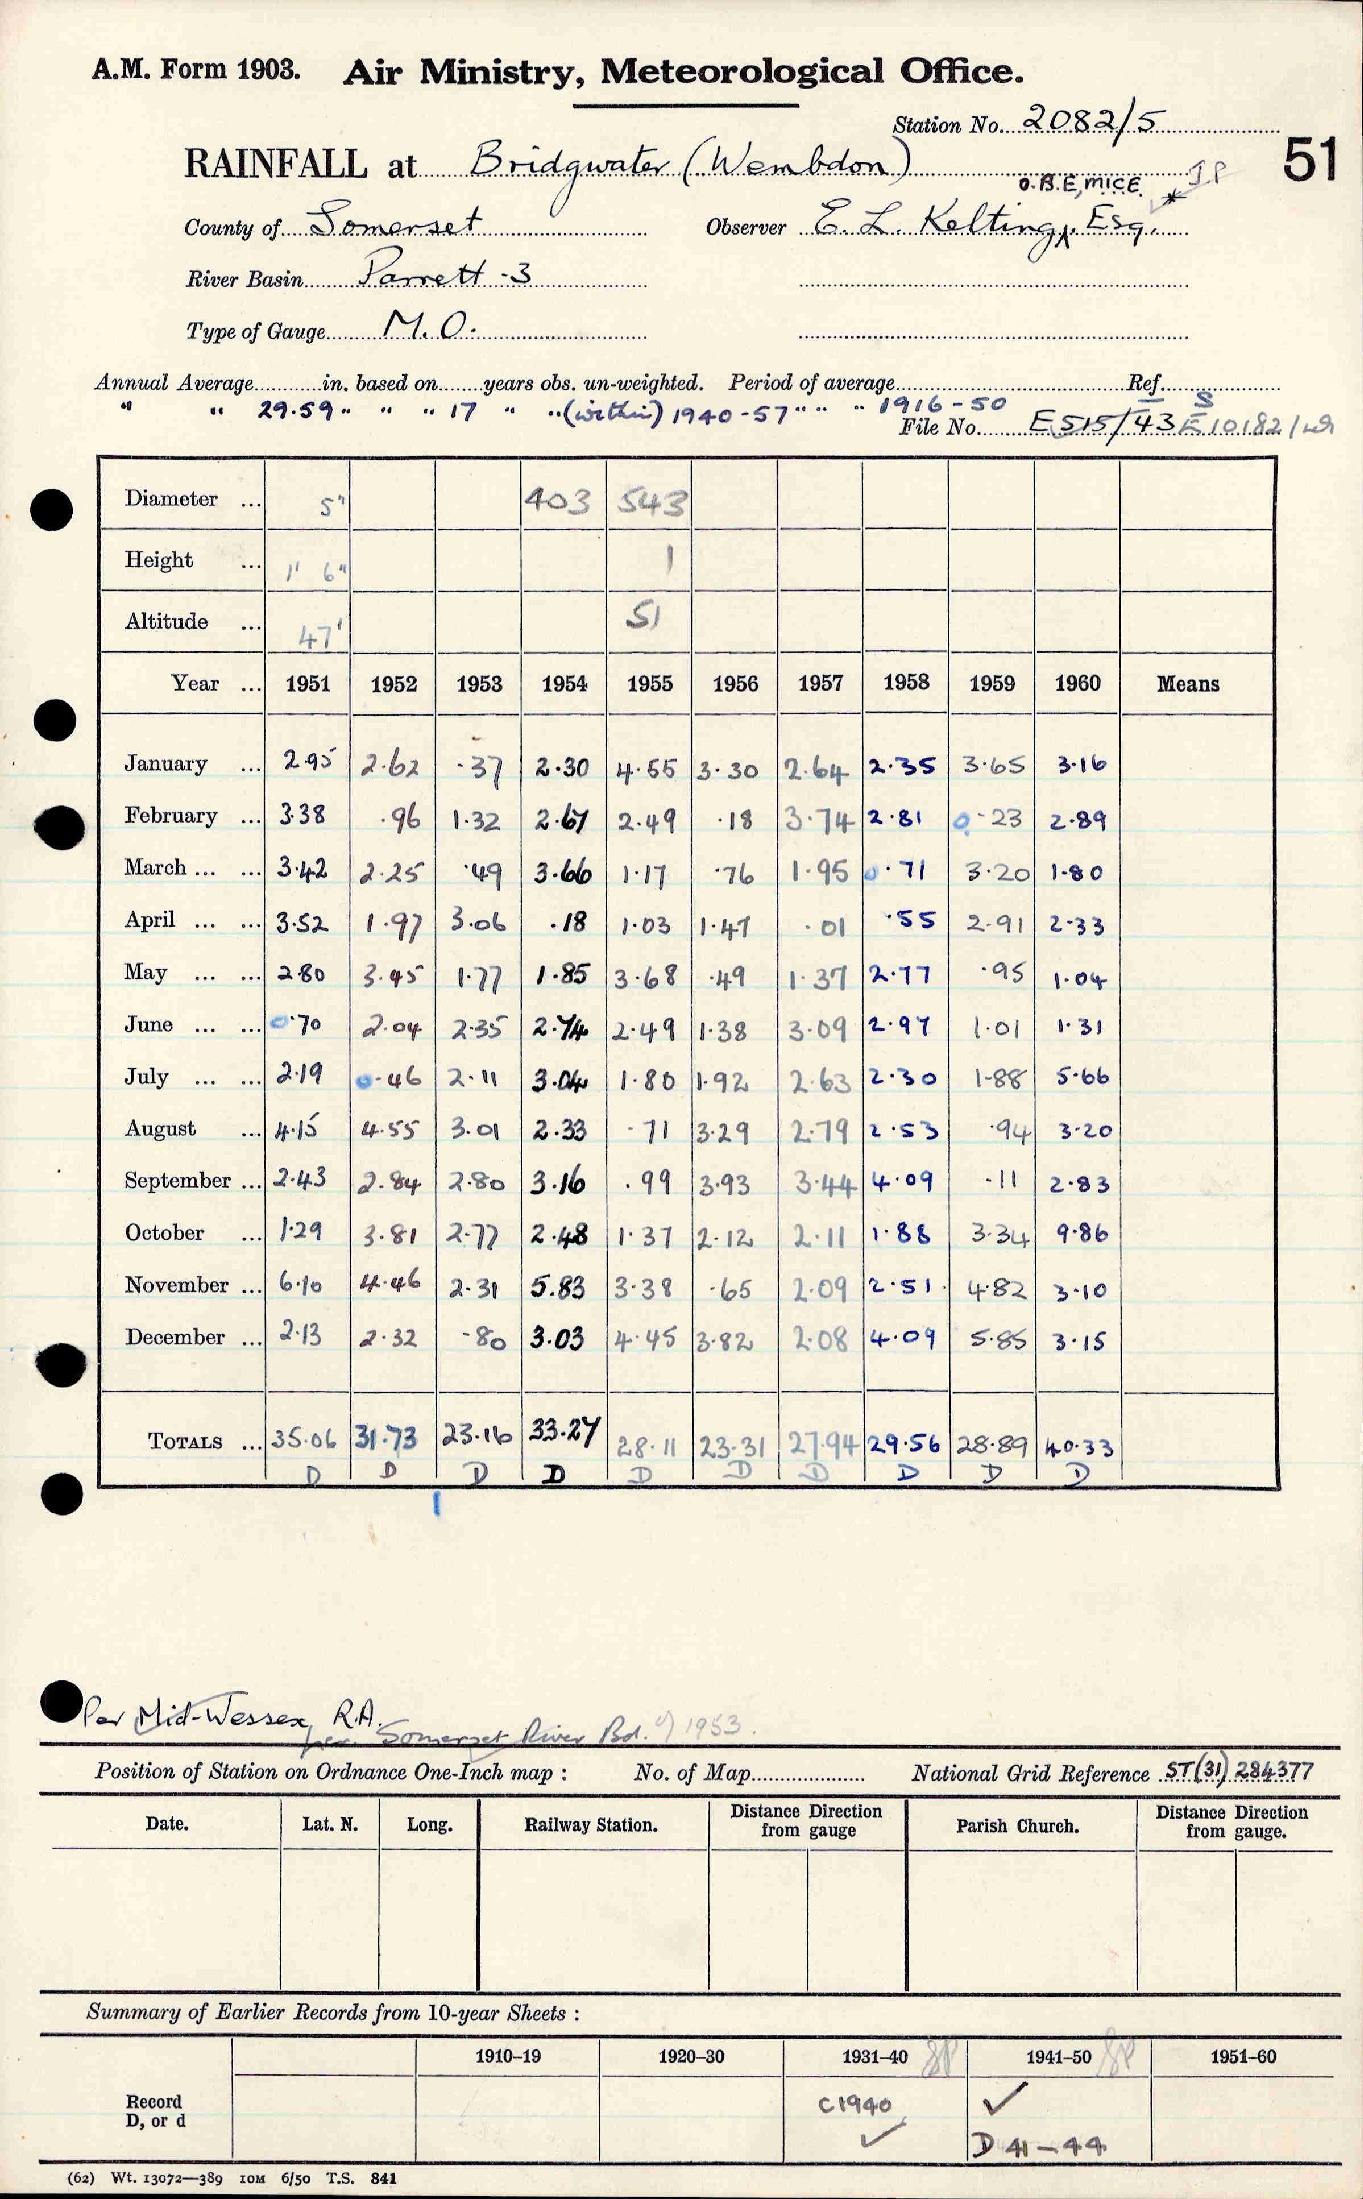 A.M. Form 1903. Air Ministry, Meteorological Office.
Station No. 2082/5
51
RAINFALL at Bridgwater (Wembdon)
O.B.E, MICE * JP
County of Somerset Observer E. L. Kelting, Esq.
River Basin Parrett -3
Type of Gauge M.O.
Annual Average in. based on years obs. un-weighted. Period of average Ref.
" " 29.59 " " " 17 " " (within) 1940-57 " " " 1916-50 S
File No. E515/43 E10182/49
Diameter ... 5" 403 543
Height ... 1' 6" 1
Altitude ... 47' 51
Year ... 1951 1952 1953 1954 1955 1956 1957 1958 1959 1960 Means
January ... 2.95 2.62 .37 2.30 4.55 3.30 2.64 2.35 3.65 3.16
February ... 3.38 .96 1.32 2.67 2.49 .18 3.74 2.81 0.23 2.89
March ... ... 3.42 2.25 .49 3.66 1.17 .76 1.95 0.71 3.20 1.80
April ... ... 3.52 1.97 3.06 .18 1.03 1.47 .01 .55 2.91 2.33
May ... ... 2.80 3.45 1.77 1.85 3.68 .49 1.37 2.77 .95 1.04
June ... ... 0.70 2.04 2.35 2.74 2.49 1.38 3.09 2.97 1.01 1.31
July ... ... 2.19 0.46 2.11 3.04 1.80 1.92 2.63 2.30 1.88 5.66
August ... 4.15 4.55 3.01 2.33 .71 3.29 2.79 2.53 .94 3.20
September ... 2.43 2.84 2.80 3.16 .99 3.93 3.44 4.09 .11 2.83
October ... 1.29 3.81 2.77 2.48 1.37 2.12 2.11 1.88 3.34 9.86
November ... 6.10 4.46 2.31 5.83 3.38 .65 2.09 2.51 4.82 3.10
December ... 2.13 2.32 .80 3.03 4.45 3.82 2.08 4.09 5.85 3.15
TOTALS ... 35.06 31.73 23.16 33.27 28.11 23.31 27.94 29.56 28.89 40.33
D D D D D D D D D D
Per Mid-Wessex R.A.
per Somerset River Bd. 1953.
Position of Station on Ordnance One-Inch map : No. of Map National Grid Reference ST(31) 284377
Date. Lat. N. Long. Railway Station. Distance Direction from gauge Parish Church. Distance Direction from gauge.
Summary of Earlier Records from 10-year Sheets :
1910–19 1920–30 1931–40 1941–50 1951–60
Record C1940 ✓
D, or d ✓ D 41-44
(62) Wt. 13072—389 10M 6/50 T.S. 841